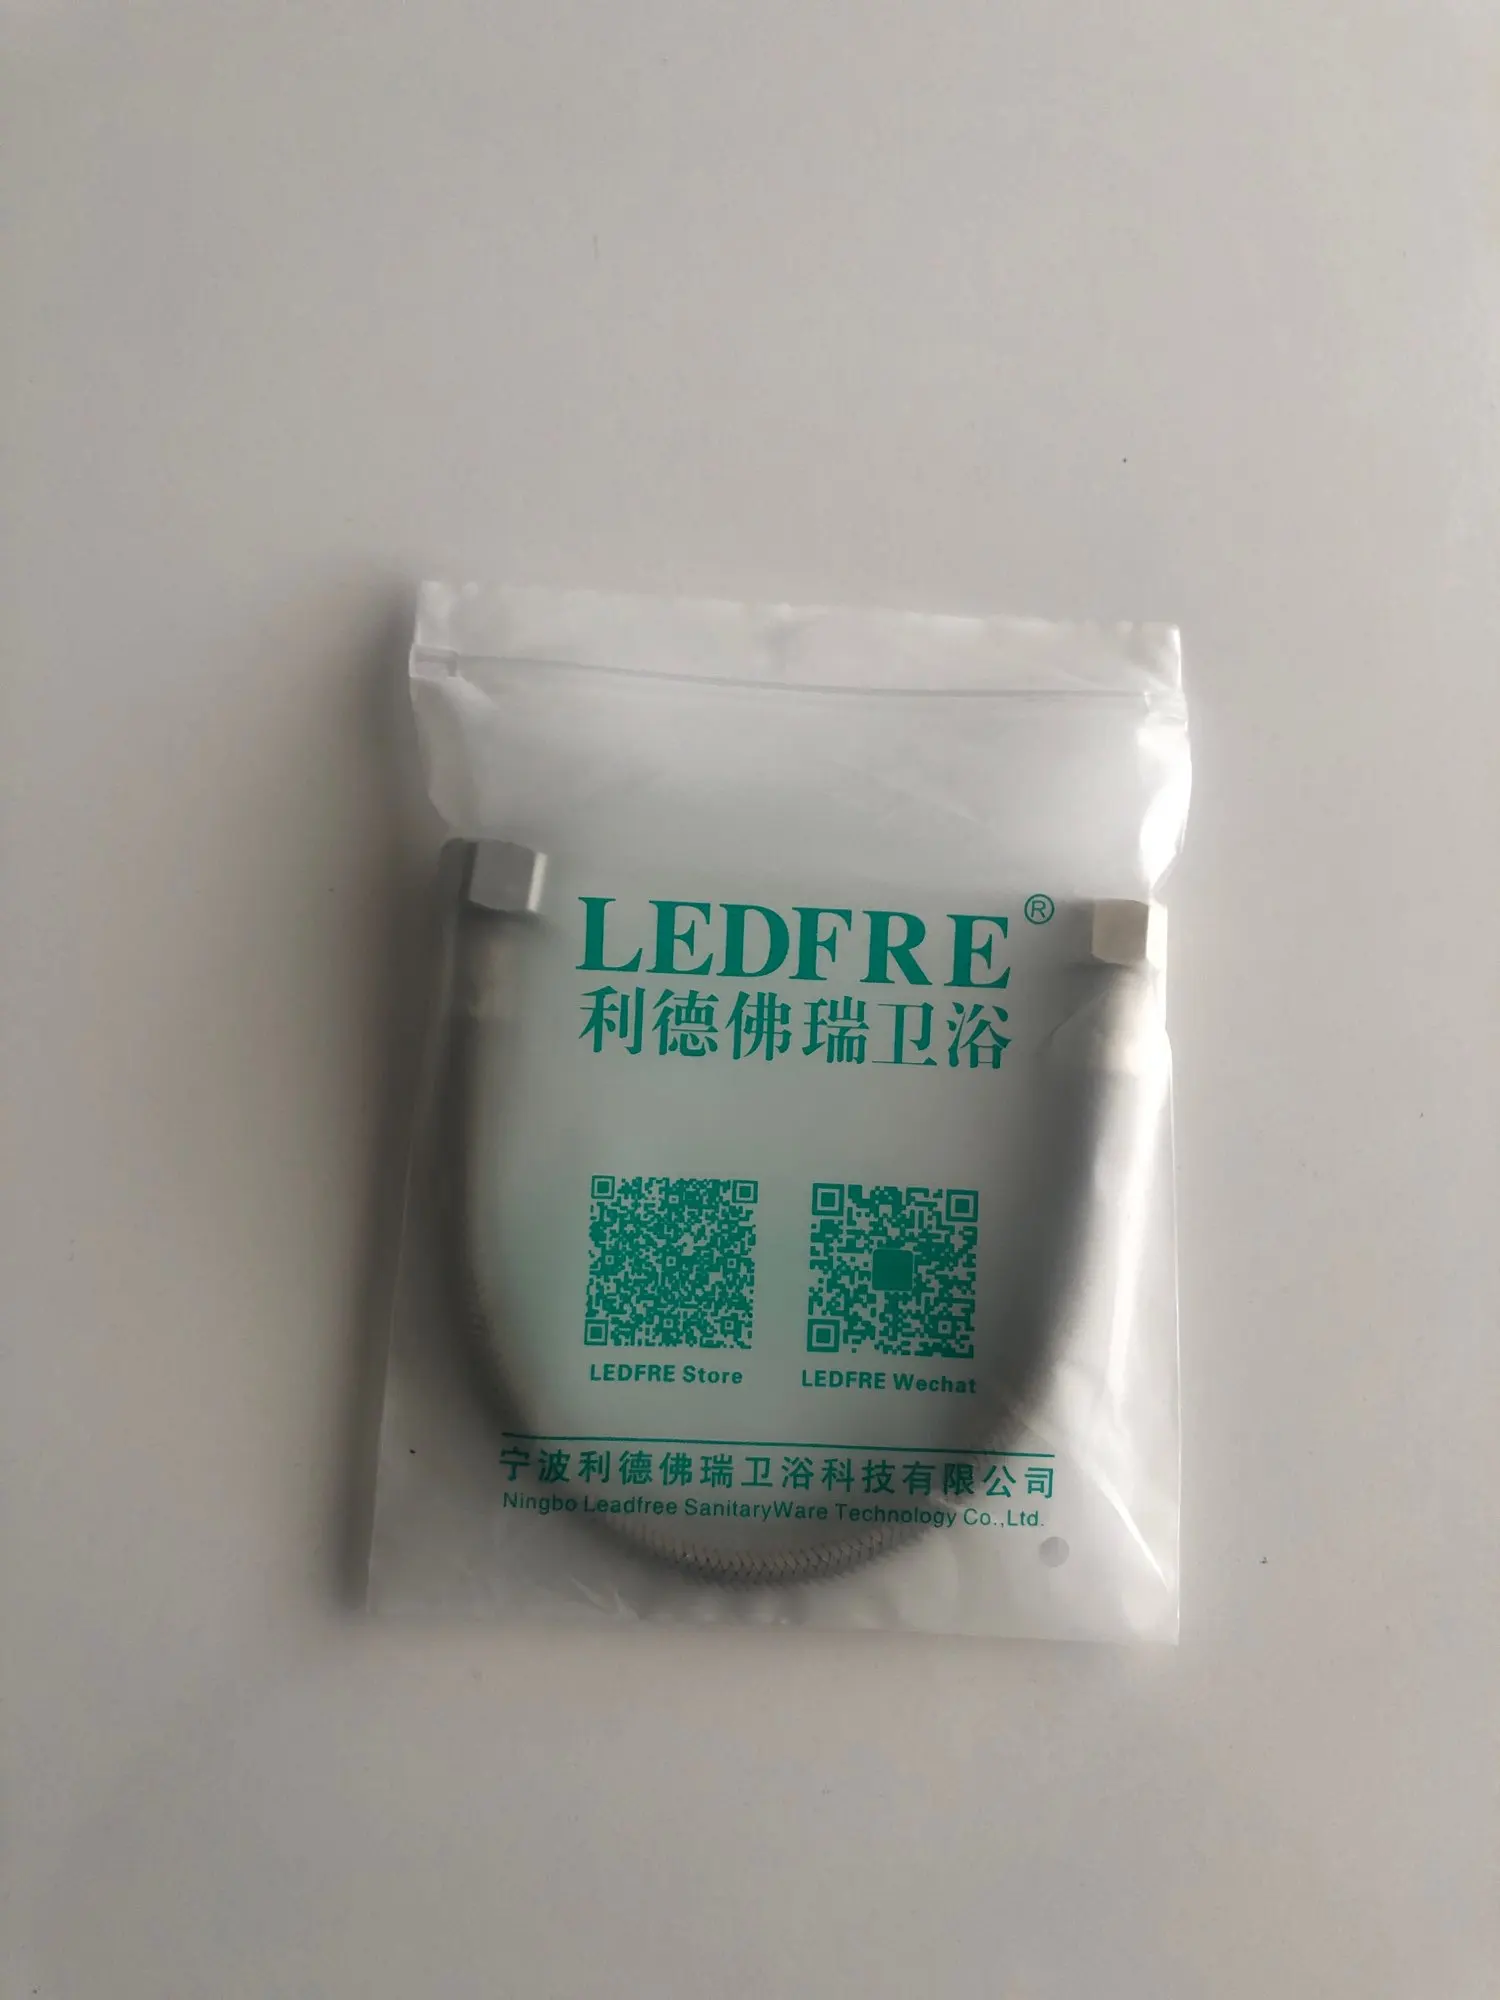 LEDFRE®
利德佛瑞卫浴
LEDFRE Store
LEDFRE Wechat
宁波利德佛瑞卫浴科技有限公司
Ningbo Leadfree SanitaryWare Technology Co.,Ltd.